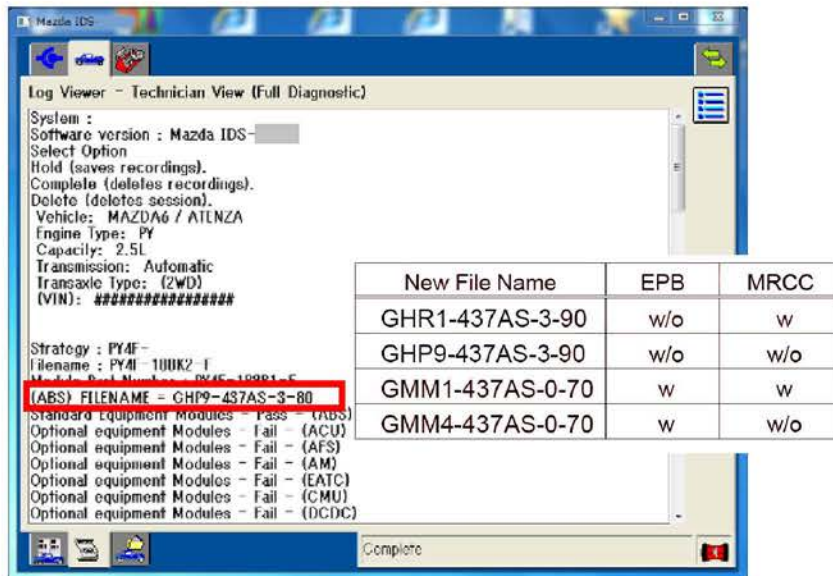 Mazda IDS-
Log Viewer - Technician View (Full Diagnostic)
System :
Software version : Mazda IDS-
Select Option
Hold (saves recordings).
Complete (deletes recordings).
Delete (deletes session).
Vehicle: MAZDA6 / ATENZA
Engine Type: PY
Capacity: 2.5L
Transmission: Automatic
Transaxle Type: (2WD)
(VIN): #################
Strategy : PY4F-
Filename : PY4F-188K2-F
(ABS) FILENAME = GHP9-437AS-3-80
Standard Equipment Modules - Pass - (ABS)
Optional equipment Modules - Fail - (ACU)
Optional equipment Modules - Fail - (AFS)
Optional equipment Modules - Fail - (AM)
Optional equipment Modules - Fail - (EATC)
Optional equipment Modules - Fail - (CMU)
Optional equipment Modules - Fail - (DCDC)
Complete
New File Name EPB MRCC
GHR1-437AS-3-90 w/o w
GHP9-437AS-3-90 w/o w/o
GMM1-437AS-0-70 w w
GMM4-437AS-0-70 w w/o